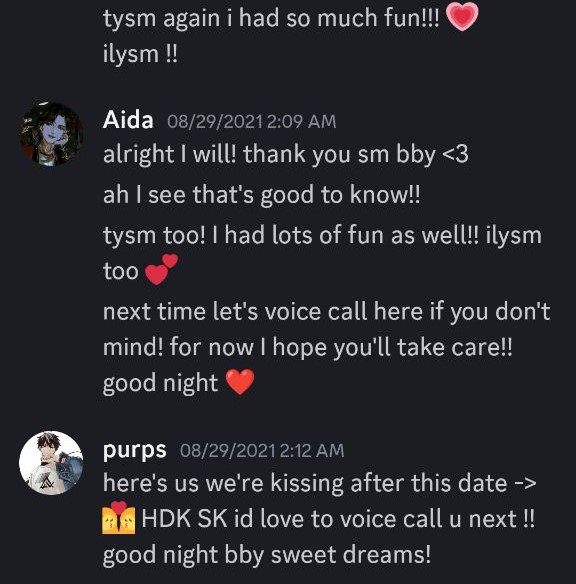 tysm again i had so much fun!!! 💗
ilysm !!
Aida 08/29/2021 2:09 AM
alright I will! thank you sm bby <3
ah I see that's good to know!!
tysm too! I had lots of fun as well!! ilysm
too 💕
next time let's voice call here if you don't
mind! for now I hope you'll take care!!
good night ❤️
purps 08/29/2021 2:12 AM
here's us we're kissing after this date ->
💏 HDK SK id love to voice call u next !!
good night bby sweet dreams!